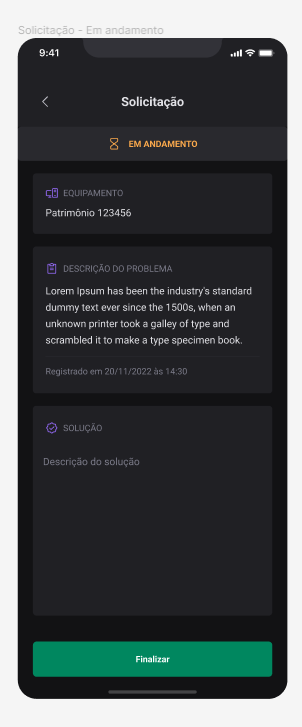 Solicitação - Em andamento
9:41
Solicitação
EM ANDAMENTO
EQUIPAMENTO
Patrimônio 123456
DESCRIÇÃO DO PROBLEMA
Lorem Ipsum has been the industry's standard
dummy text ever since the 1500s, when an
unknown printer took a galley of type and
scrambled it to make a type specimen book.
Registrado em 20/11/2022 às 14:30
SOLUÇÃO
Descrição do solução
Finalizar